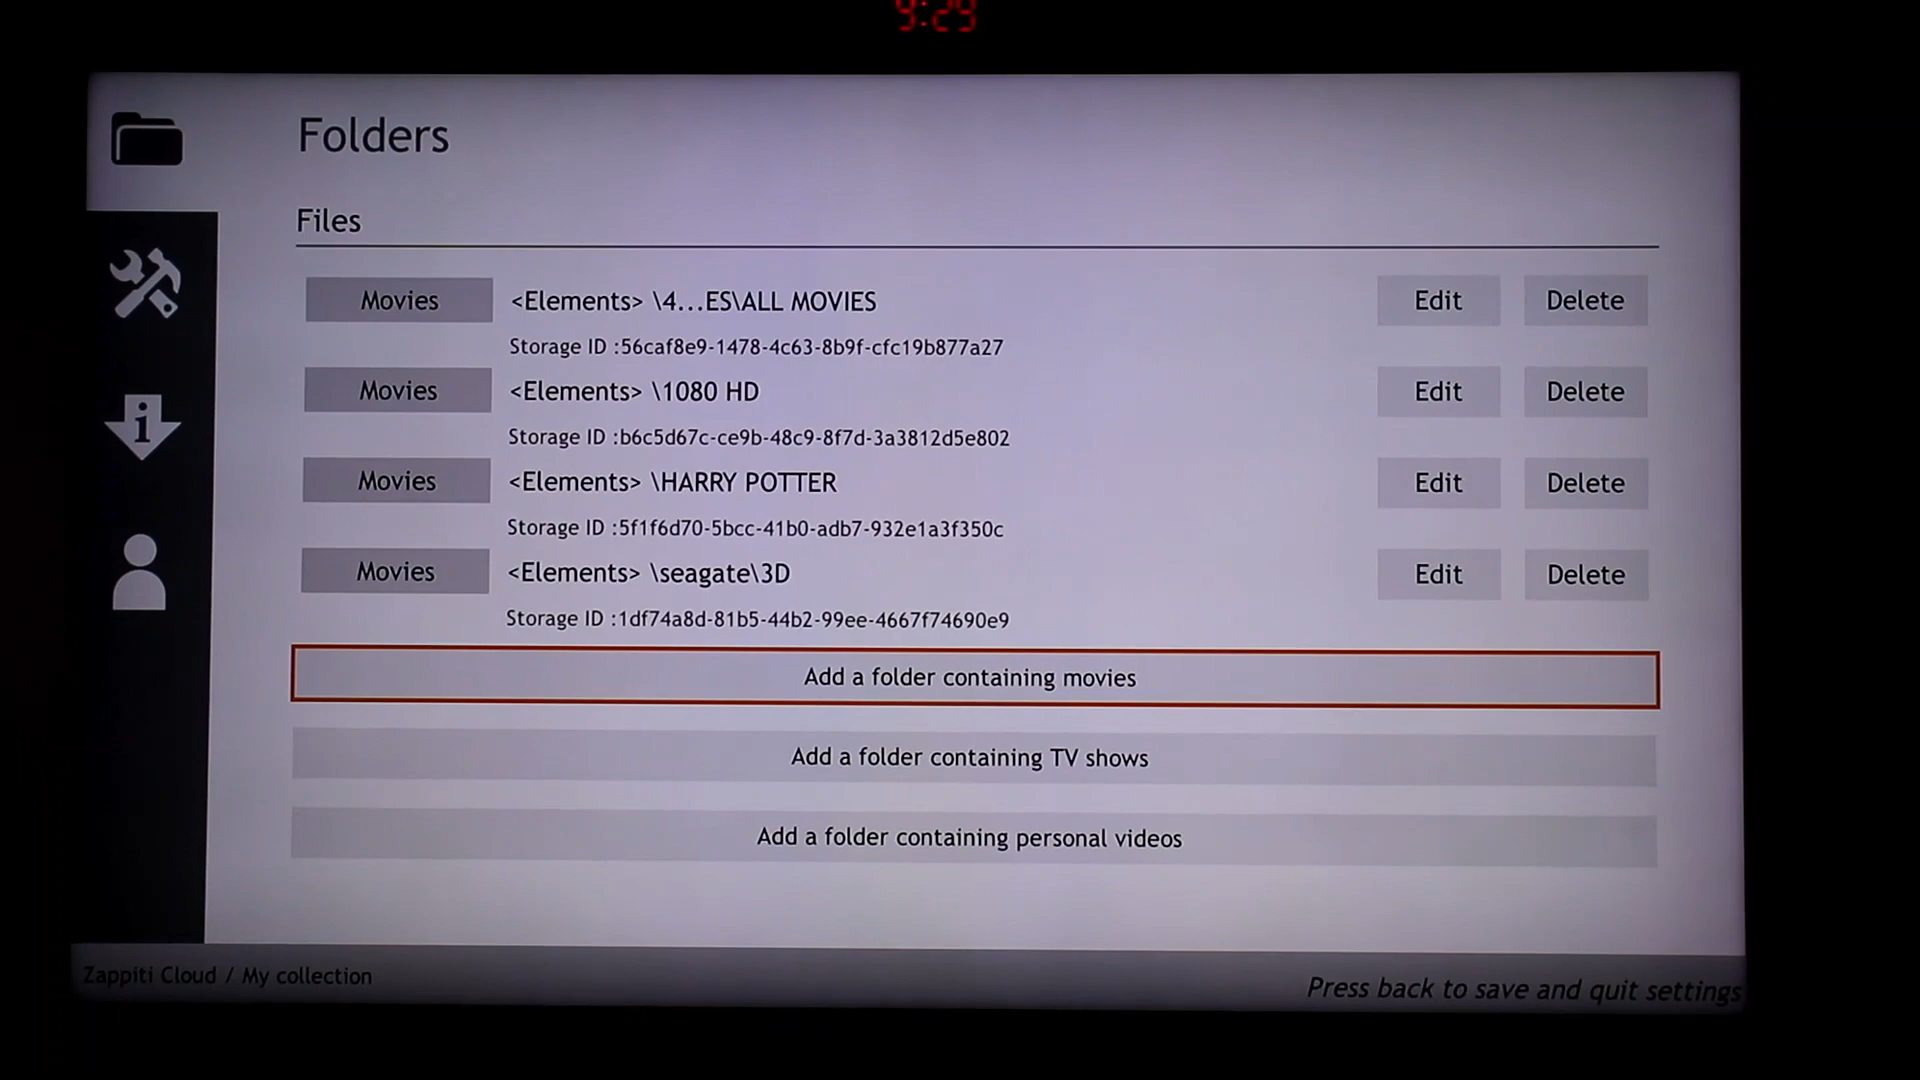 9:29
Folders
Files
Movies <Elements> \4...ES\ALL MOVIES Edit Delete
Storage ID :56caf8e9-1478-4c63-8b9f-cfc19b877a27
Movies <Elements> \1080 HD Edit Delete
Storage ID :b6c5d67c-ce9b-48c9-8f7d-3a3812d5e802
Movies <Elements> \HARRY POTTER Edit Delete
Storage ID :5f1f6d70-5bcc-41b0-adb7-932e1a3f350c
Movies <Elements> \seagate\3D Edit Delete
Storage ID :1df74a8d-81b5-44b2-99ee-4667f74690e9
Add a folder containing movies
Add a folder containing TV shows
Add a folder containing personal videos
Zappiti Cloud / My collection
Press back to save and quit settings